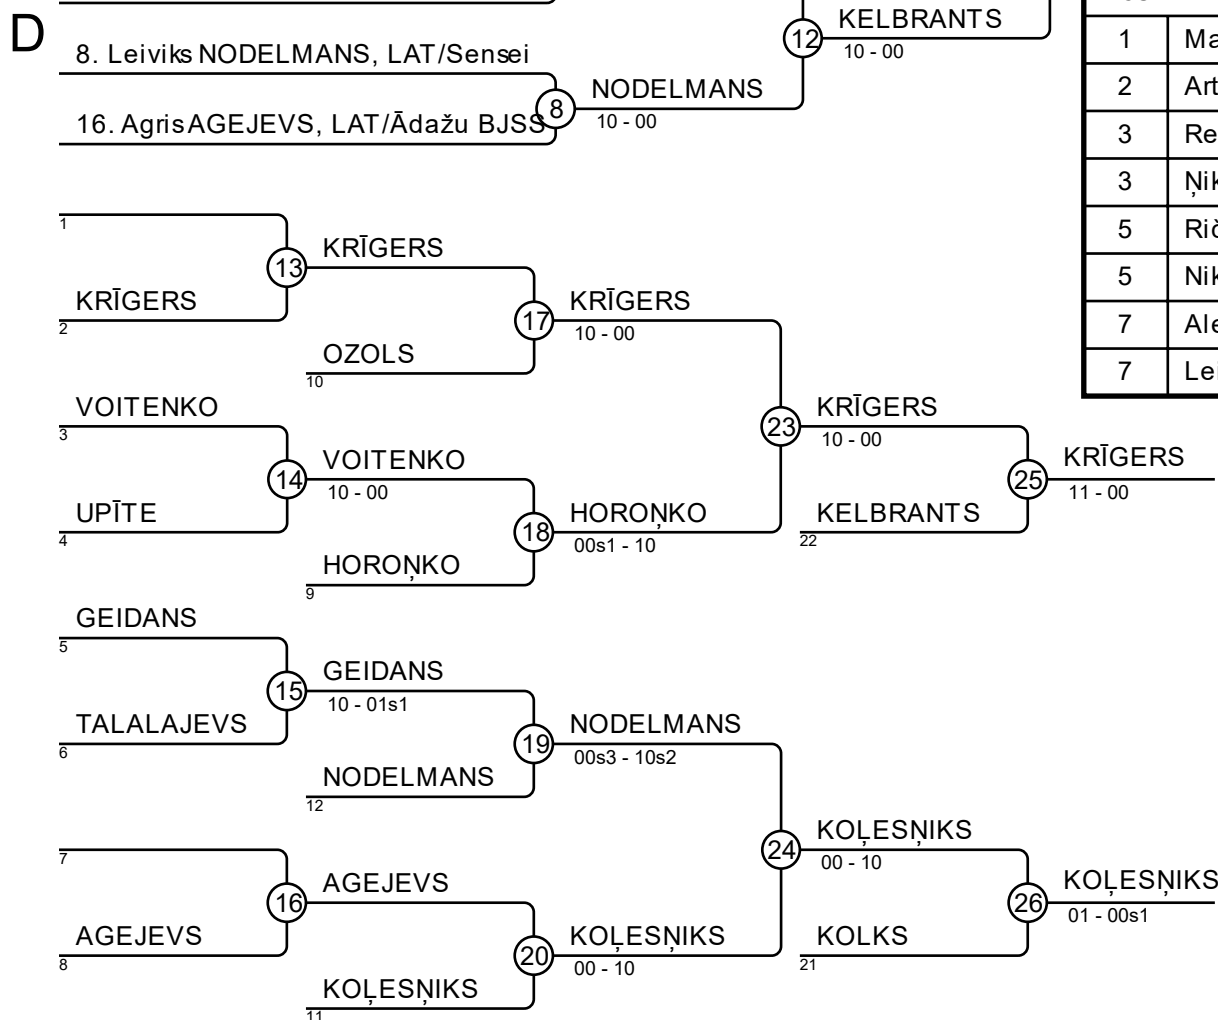 D
KELBRANTS
12
10 - 00
8. Leiviks NODELMANS, LAT/Sensei
NODELMANS
8
10 - 00
16. Agris AGEJEVS, LAT/Ādažu BJSS
1 Ma
2 Art
3 Re
3 Ņik
5 Rič
5 Nik
7 Ale
7 Lei
1
KRĪGERS
13
KRĪGERS
2
KRĪGERS
17
10 - 00
OZOLS
10
VOITENKO
3
KRĪGERS
23
10 - 00
VOITENKO
14
10 - 00
KRĪGERS
25
11 - 00
UPĪTE
4
HOROŅKO
18
00s1 - 10
KELBRANTS
22
HOROŅKO
9
GEIDANS
5
GEIDANS
15
10 - 01s1
TALALAJEVS
6
NODELMANS
19
00s3 - 10s2
NODELMANS
12
7
KOĻESŅIKS
24
00 - 10
AGEJEVS
16
KOĻESŅIKS
26
01 - 00s1
AGEJEVS
8
KOĻESŅIKS
20
00 - 10
KOLKS
21
KOĻESŅIKS
11